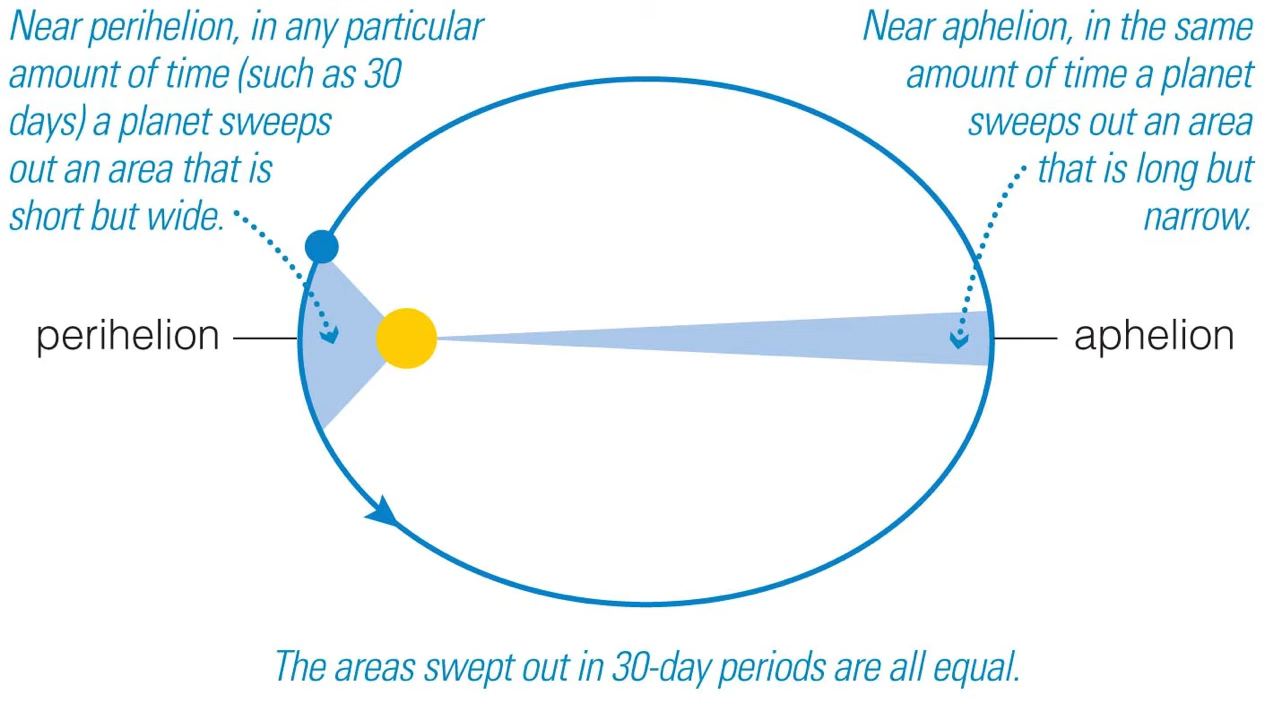 Near perihelion, in any particular
amount of time (such as 30
days) a planet sweeps
out an area that is
short but wide.
Near aphelion, in the same
amount of time a planet
sweeps out an area
that is long but
narrow.
perihelion
aphelion
The areas swept out in 30-day periods are all equal.